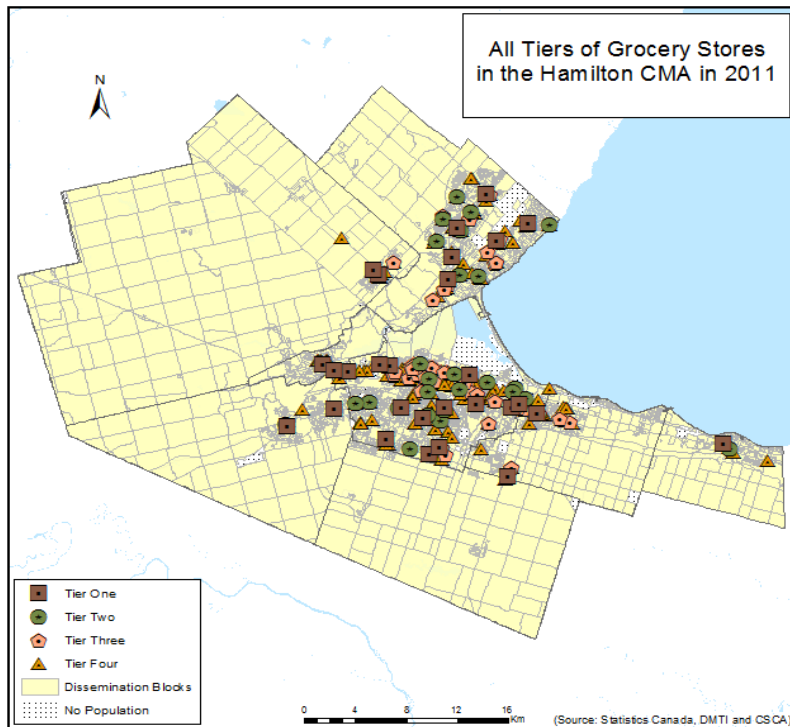 All Tiers of Grocery Stores
in the Hamilton CMA in 2011
N
Tier One
Tier Two
Tier Three
Tier Four
Dissemination Blocks
No Population
0 2 4 8 12 16
Km
(Source: Statistics Canada, DMTI and CSCA)